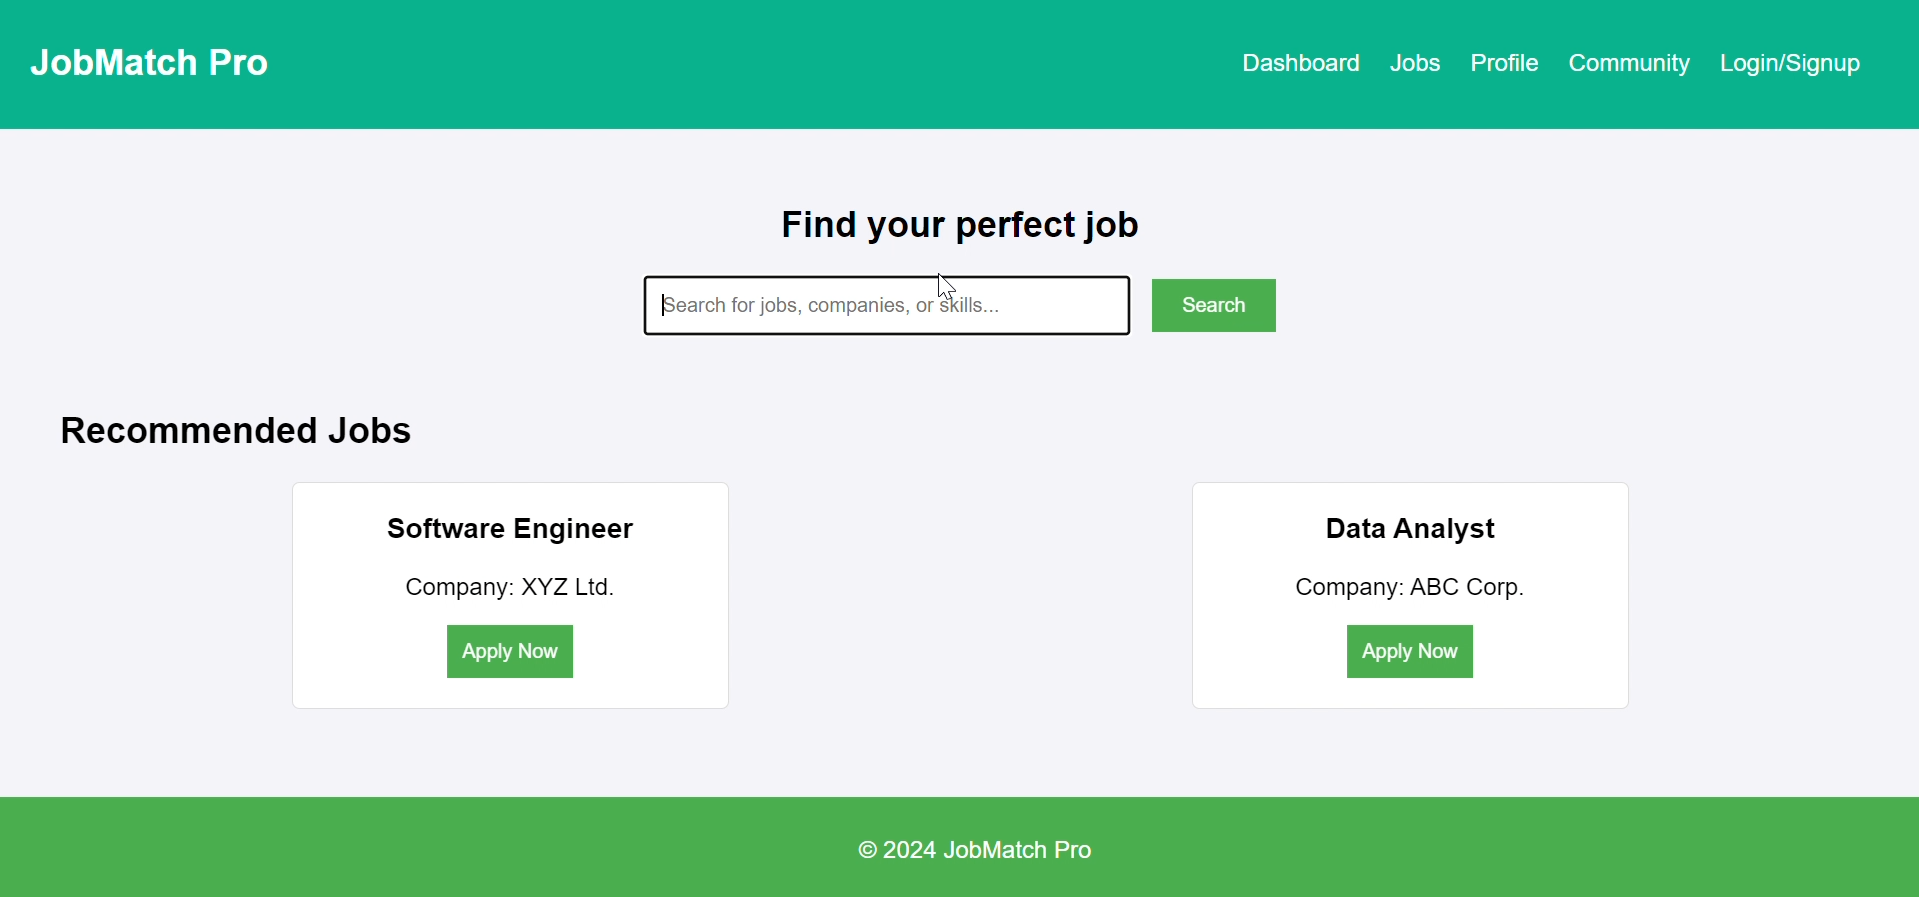 JobMatch Pro
Dashboard Jobs Profile Community Login/Signup
Find your perfect job
Search for jobs, companies, or skills...
Search
Recommended Jobs
Software Engineer
Company: XYZ Ltd.
Apply Now
Data Analyst
Company: ABC Corp.
Apply Now
© 2024 JobMatch Pro